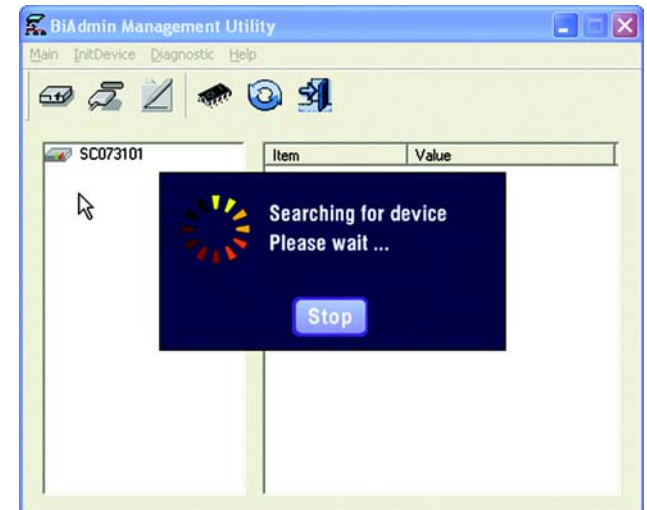 BiAdmin Management Utility
Main InitDevice Diagnostic Help
SC073101
Item Value
Searching for device
Please wait ...
Stop